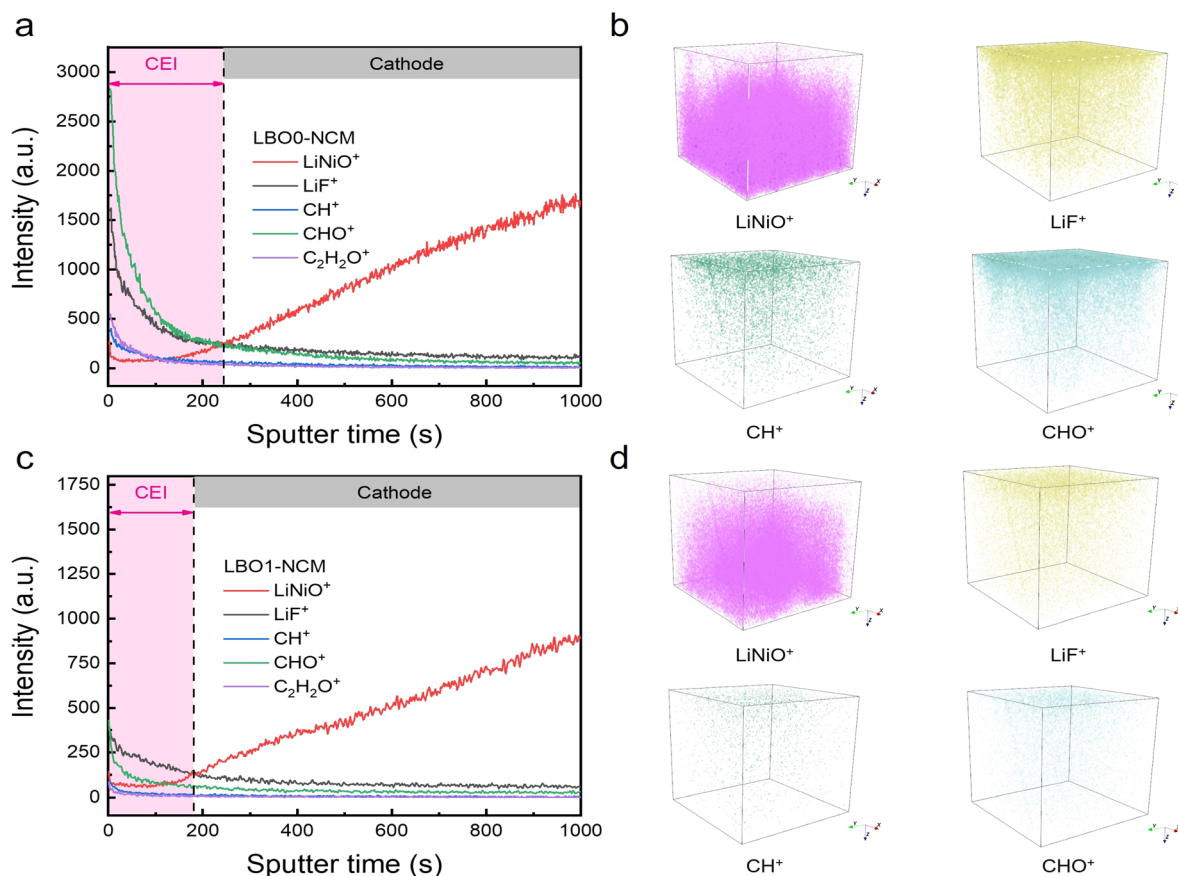 a
CEI
Cathode
3000
2500
2000
1500
1000
500
0
Intensity (a.u.)
LBO0-NCM
LiNiO⁺
LiF⁺
CH⁺
CHO⁺
C₂H₂O⁺
0 200 400 600 800 1000
Sputter time (s)
b
Y X
Z
LiNiO⁺
Y X
Z
LiF⁺
Y X
Z
CH⁺
Y X
Z
CHO⁺
c
CEI
Cathode
1750
1500
1250
1000
750
500
250
0
Intensity (a.u.)
LBO1-NCM
LiNiO⁺
LiF⁺
CH⁺
CHO⁺
C₂H₂O⁺
0 200 400 600 800 1000
Sputter time (s)
d
Y X
Z
LiNiO⁺
Y X
Z
LiF⁺
Y X
Z
CH⁺
Y X
Z
CHO⁺